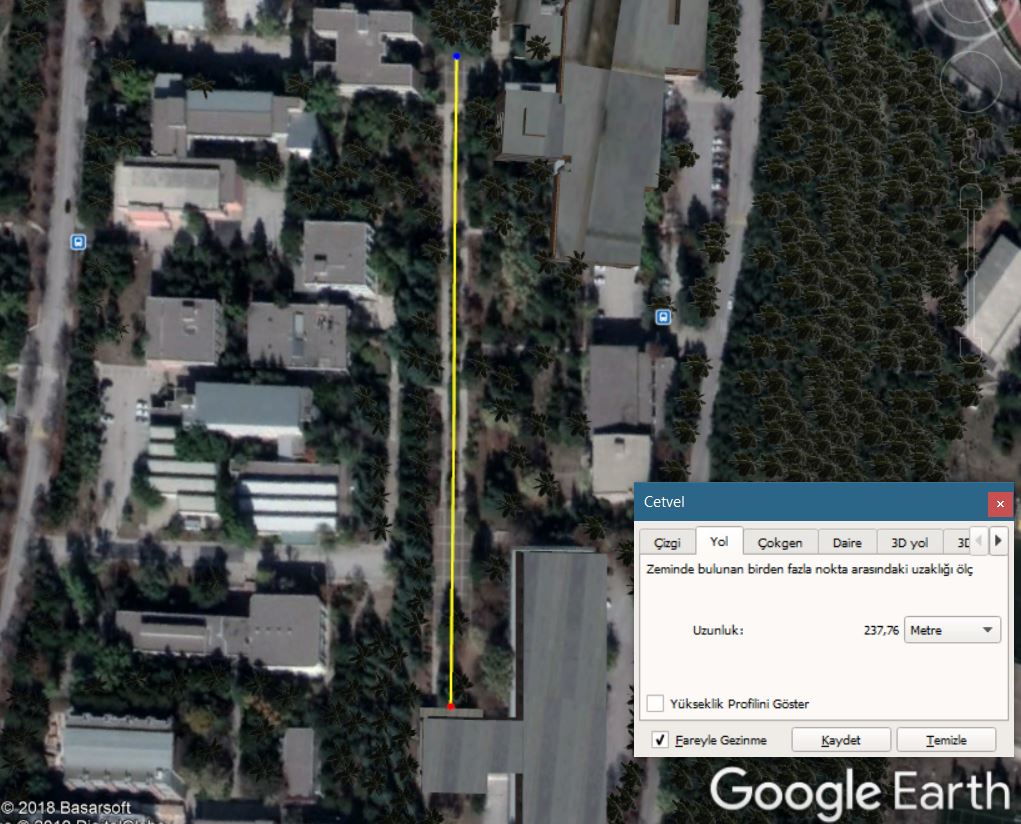 Cetvel
Çizgi Yol Çokgen Daire 3D yol
Zeminde bulunan birden fazla nokta arasındaki uzaklığı ölç
Uzunluk: 237,76 Metre
Yükseklik Profilini Göster
Fareyle Gezinme Kaydet Temizle
Google Earth
© 2018 Basarsoft